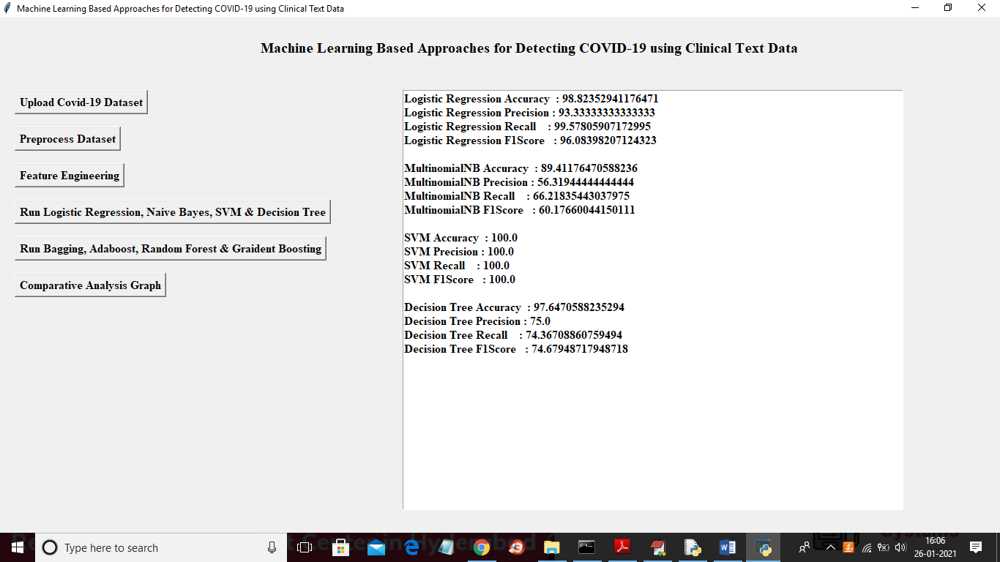 Machine Learning Based Approaches for Detecting COVID-19 using Clinical Text Data
Machine Learning Based Approaches for Detecting COVID-19 using Clinical Text Data
Upload Covid-19 Dataset
Preprocess Dataset
Feature Engineering
Run Logistic Regression, Naive Bayes, SVM & Decision Tree
Run Bagging, Adaboost, Random Forest & Graident Boosting
Comparative Analysis Graph
Logistic Regression Accuracy : 98.82352941176471
Logistic Regression Precision : 93.33333333333333
Logistic Regression Recall : 99.57805907172995
Logistic Regression F1Score : 96.08398207124323
MultinomialNB Accuracy : 89.41176470588236
MultinomialNB Precision : 56.31944444444444
MultinomialNB Recall : 66.21835443037975
MultinomialNB F1Score : 60.17660044150111
SVM Accuracy : 100.0
SVM Precision : 100.0
SVM Recall : 100.0
SVM F1Score : 100.0
Decision Tree Accuracy : 97.6470588235294
Decision Tree Precision : 75.0
Decision Tree Recall : 74.36708860759494
Decision Tree F1Score : 74.67948717948718
Type here to search
16:06
26-01-2021